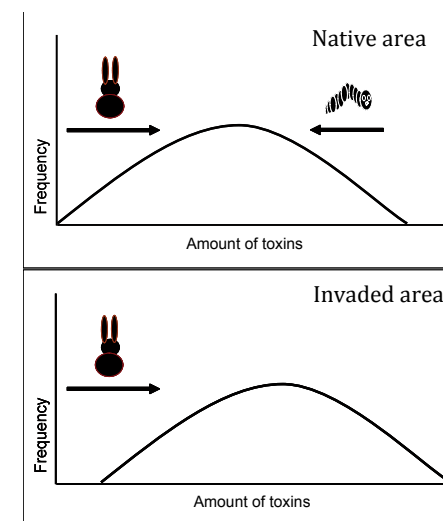 Native area
Frequency
Amount of toxins
Invaded area
Frequency
Amount of toxins